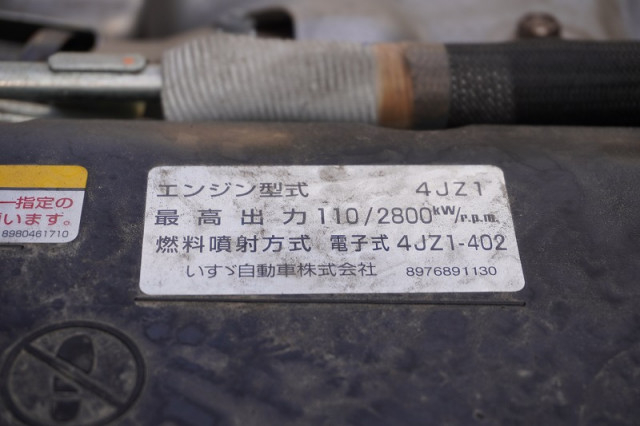 エンジン型式 4JZ1
最高出力 110/2800kW/r.p.m.
燃料噴射方式 電子式 4JZ1-402
いすゞ自動車株式会社 8976891130
ー指定の
います。
8980461710